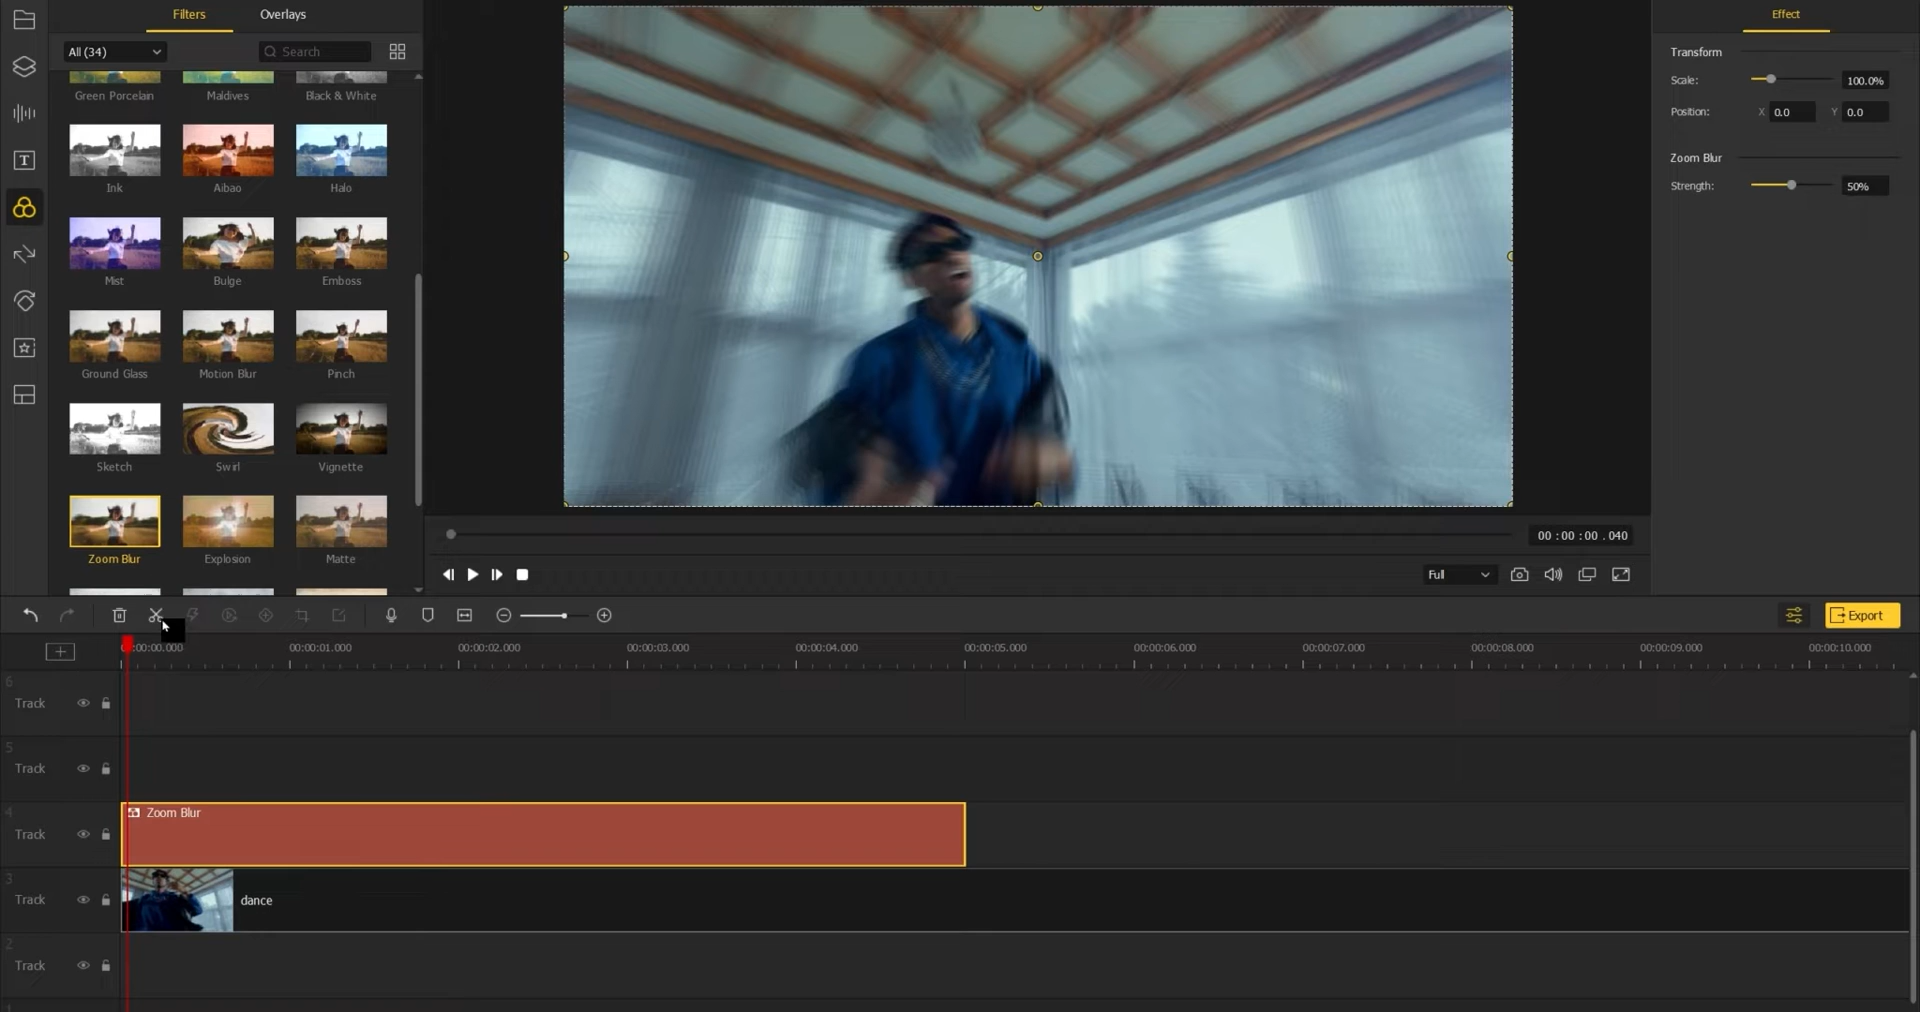 Filters Overlays
All (34) Search
Green Porcelain Maldives Black & White
Ink Aibao Halo
Mist Bulge Emboss
Ground Glass Motion Blur Pinch
Sketch Swirl Vignette
Zoom Blur Explosion Matte
00 : 00 : 00 . 040
Full
Effect
Transform
Scale: 100.0%
Position: X 0.0 Y 0.0
Zoom Blur
Strength: 50%
Export
00:00:00.000 00:00:01.000 00:00:02.000 00:00:03.000 00:00:04.000 00:00:05.000 00:00:06.000 00:00:07.000 00:00:08.000 00:00:09.000 00:00:10.000
6
Track
5
Track
4
Track Zoom Blur
3
Track dance
2
Track